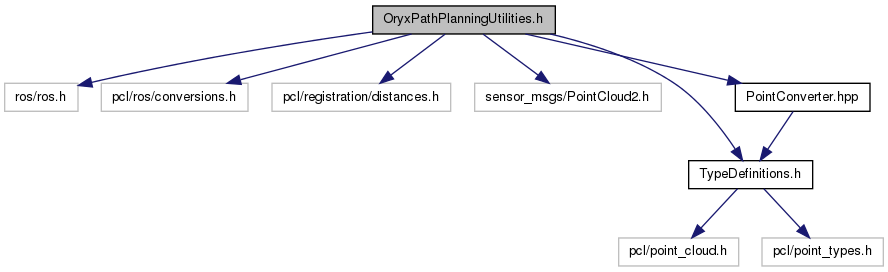 OryxPathPlanningUtilities.h
ros/ros.h
pcl/ros/conversions.h
pcl/registration/distances.h
sensor_msgs/PointCloud2.h
PointConverter.hpp
TypeDefinitions.h
pcl/point_cloud.h
pcl/point_types.h